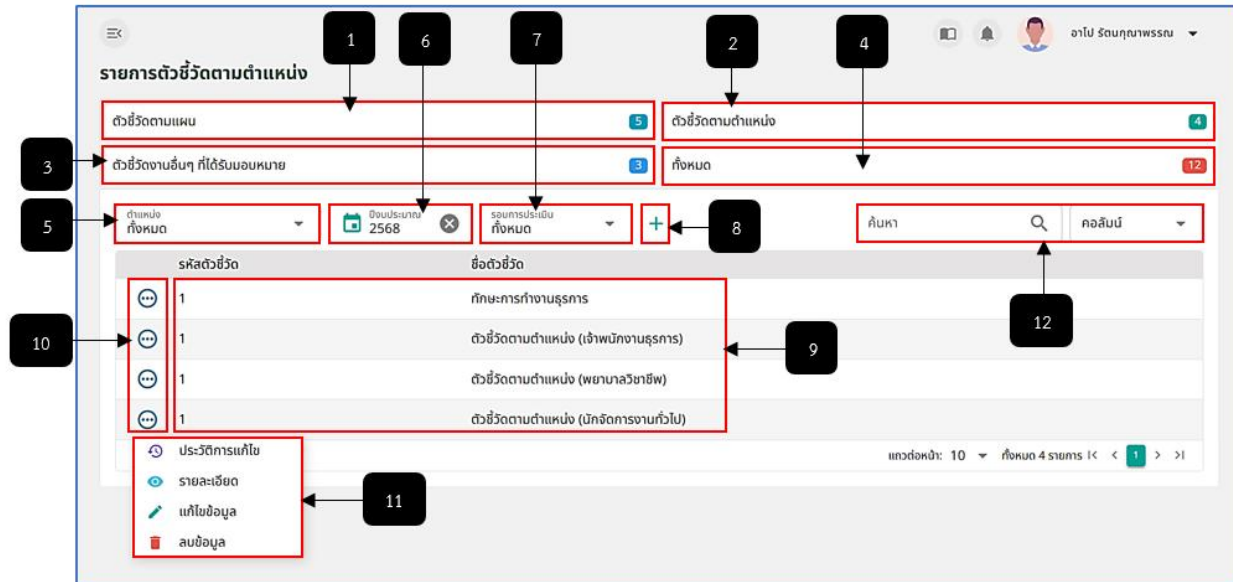 1
6
7
2
4
อาโป รัตนกุณาพรรณ
รายการตัวชี้วัดตามตำแหน่ง
ตัวชี้วัดตามแผน 5
ตัวชี้วัดตามตำแหน่ง 4
3
ตัวชี้วัดงานอื่นๆ ที่ได้รับมอบหมาย 3
ทั้งหมด 12
5
ตำแหน่ง
ทั้งหมด
ปีงบประมาณ
2568
รอบการประเมิน
ทั้งหมด
+
8
ค้นหา
คอลัมน์
รหัสตัวชี้วัด ชื่อตัวชี้วัด
1 ทักษะการทำงานธุรการ
12
10
1 ตัวชี้วัดตามตำแหน่ง (เจ้าพนักงานธุรการ)
9
1 ตัวชี้วัดตามตำแหน่ง (พยาบาลวิชาชีพ)
1 ตัวชี้วัดตามตำแหน่ง (นักจัดการงานทั่วไป)
ประวัติการแก้ไข
แถวต่อหน้า: 10 ทั้งหมด 4 รายการ |< < 1 > >|
รายละเอียด
11
แก้ไขข้อมูล
ลบข้อมูล